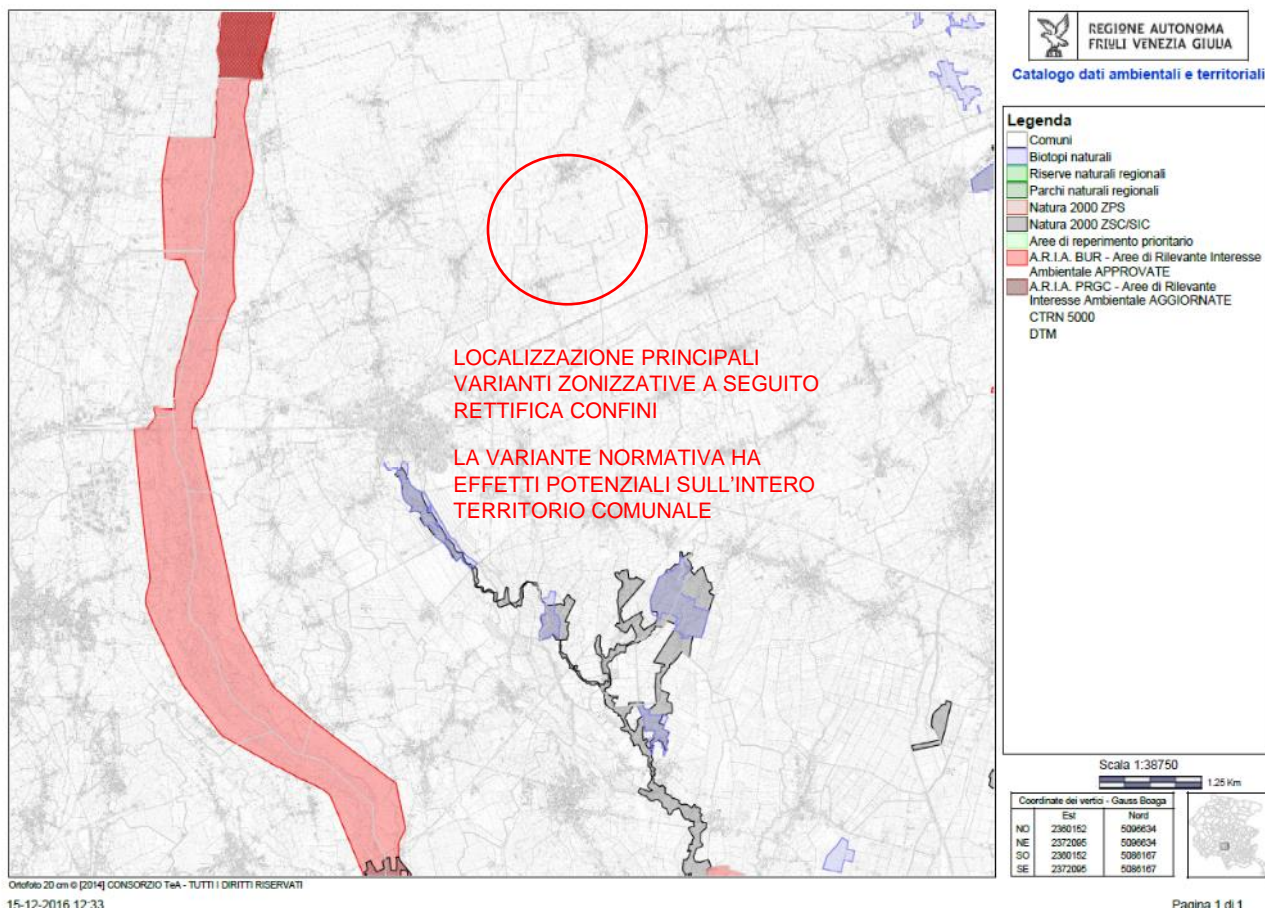 REGIONE AUTONOMA
FRIULI VENEZIA GIULIA
Catalogo dati ambientali e territoriali
Legenda
Comuni
Biotopi naturali
Riserve naturali regionali
Parchi naturali regionali
Natura 2000 ZPS
Natura 2000 ZSC/SIC
Aree di reperimento prioritario
A.R.I.A. BUR - Aree di Rilevante Interesse
Ambientale APPROVATE
A.R.I.A. PRGC - Aree di Rilevante
Interesse Ambientale AGGIORNATE
CTRN 5000
DTM
LOCALIZZAZIONE PRINCIPALI
VARIANTI ZONIZZATIVE A SEGUITO
RETTIFICA CONFINI
LA VARIANTE NORMATIVA HA
EFFETTI POTENZIALI SULL'INTERO
TERRITORIO COMUNALE
Scala 1:38750
1.25 Km
Coordinate dei vertici - Gauss Boaga
Est Nord
NO 2360152 5096634
NE 2372095 5096634
SO 2360152 5086167
SE 2372095 5086167
Ortofoto 20 cm © [2014] CONSORZIO TeA - TUTTI I DIRITTI RISERVATI
15-12-2016 12:33
Pagina 1 di 1